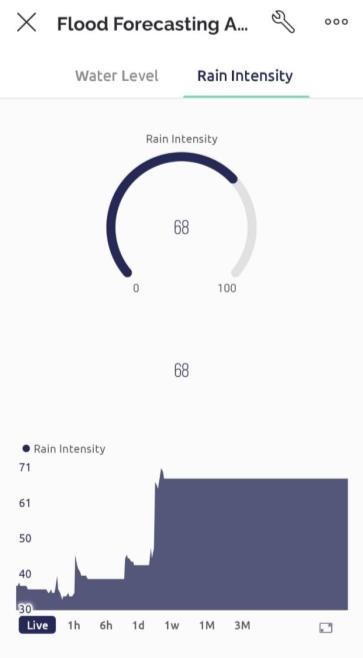 Flood Forecasting A...
Water Level Rain Intensity
Rain Intensity
68
0 100
68
Rain Intensity
71
61
50
40
30
Live 1h 6h 1d 1w 1M 3M